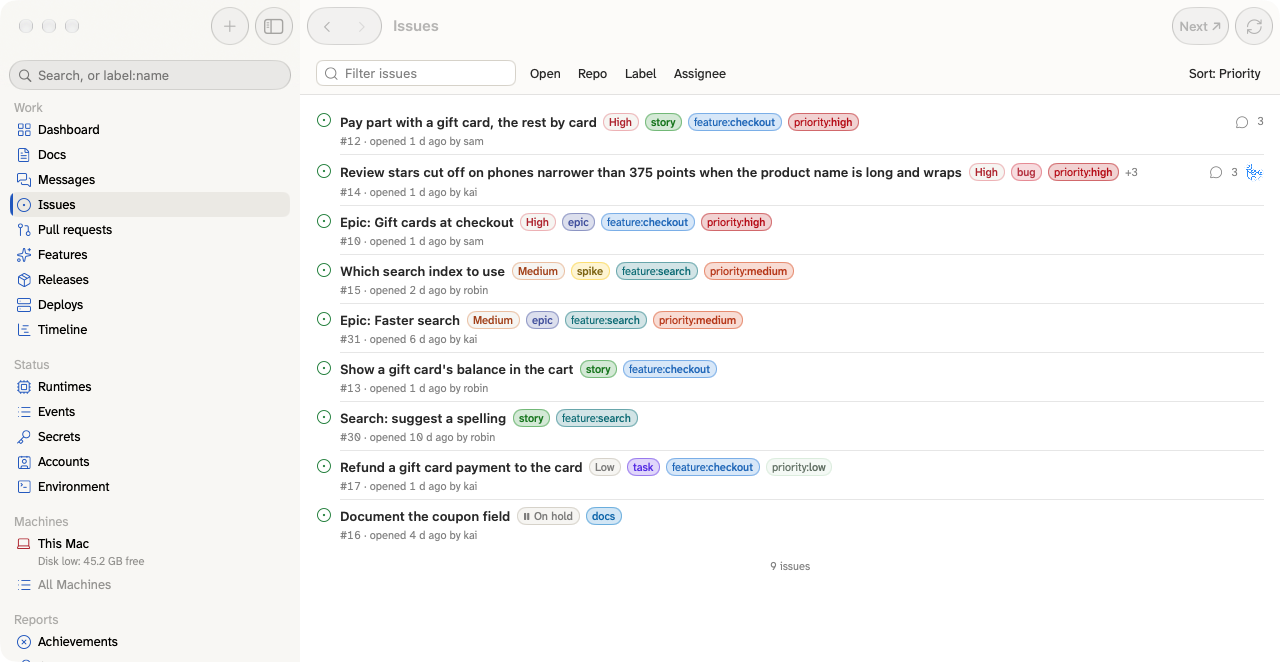 Issues
Next ↗
Search, or label:name
Filter issues
Open
Repo
Label
Assignee
Sort: Priority
Work
Dashboard
Docs
Messages
Issues
Pull requests
Features
Releases
Deploys
Timeline
Status
Runtimes
Events
Secrets
Accounts
Environment
Machines
This Mac
Disk low: 45.2 GB free
All Machines
Reports
Achievements
Pay part with a gift card, the rest by card High story feature:checkout priority:high 3
#12 · opened 1 d ago by sam
Review stars cut off on phones narrower than 375 points when the product name is long and wraps High bug priority:high +3 3
#14 · opened 1 d ago by kai
Epic: Gift cards at checkout High epic feature:checkout priority:high
#10 · opened 1 d ago by sam
Which search index to use Medium spike feature:search priority:medium
#15 · opened 2 d ago by robin
Epic: Faster search Medium epic feature:search priority:medium
#31 · opened 6 d ago by kai
Show a gift card's balance in the cart story feature:checkout
#13 · opened 1 d ago by robin
Search: suggest a spelling story feature:search
#30 · opened 10 d ago by robin
Refund a gift card payment to the card Low task feature:checkout priority:low
#17 · opened 1 d ago by kai
Document the coupon field On hold docs
#16 · opened 4 d ago by kai
9 issues